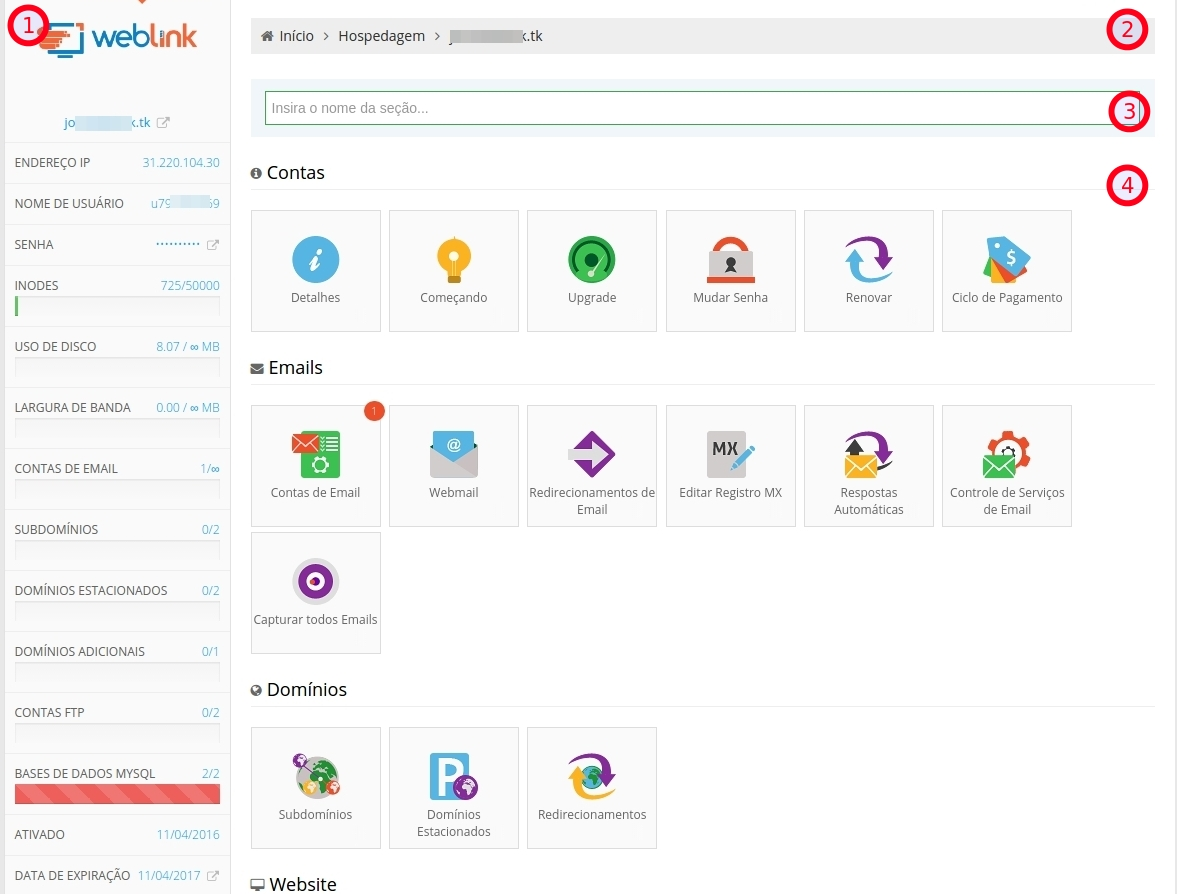 1
weblink
jo k.tk
ENDEREÇO IP 31.220.104.30
NOME DE USUÁRIO u79 69
SENHA ··········
INODES 725/50000
USO DE DISCO 8.07 / ∞ MB
LARGURA DE BANDA 0.00 / ∞ MB
CONTAS DE EMAIL 1/∞
SUBDOMÍNIOS 0/2
DOMÍNIOS ESTACIONADOS 0/2
DOMÍNIOS ADICIONAIS 0/1
CONTAS FTP 0/2
BASES DE DADOS MYSQL 2/2
ATIVADO 11/04/2016
DATA DE EXPIRAÇÃO 11/04/2017
Início > Hospedagem > j k.tk
2
Insira o nome da seção...
3
Contas
4
Detalhes
Começando
Upgrade
Mudar Senha
Renovar
$
Ciclo de Pagamento
Emails
1
Contas de Email
@
Webmail
Redirecionamentos de
Email
MX
Editar Registro MX
Respostas
Automáticas
Controle de Serviços
de Email
Capturar todos Emails
Domínios
Subdomínios
P
Domínios
Estacionados
Redirecionamentos
Website